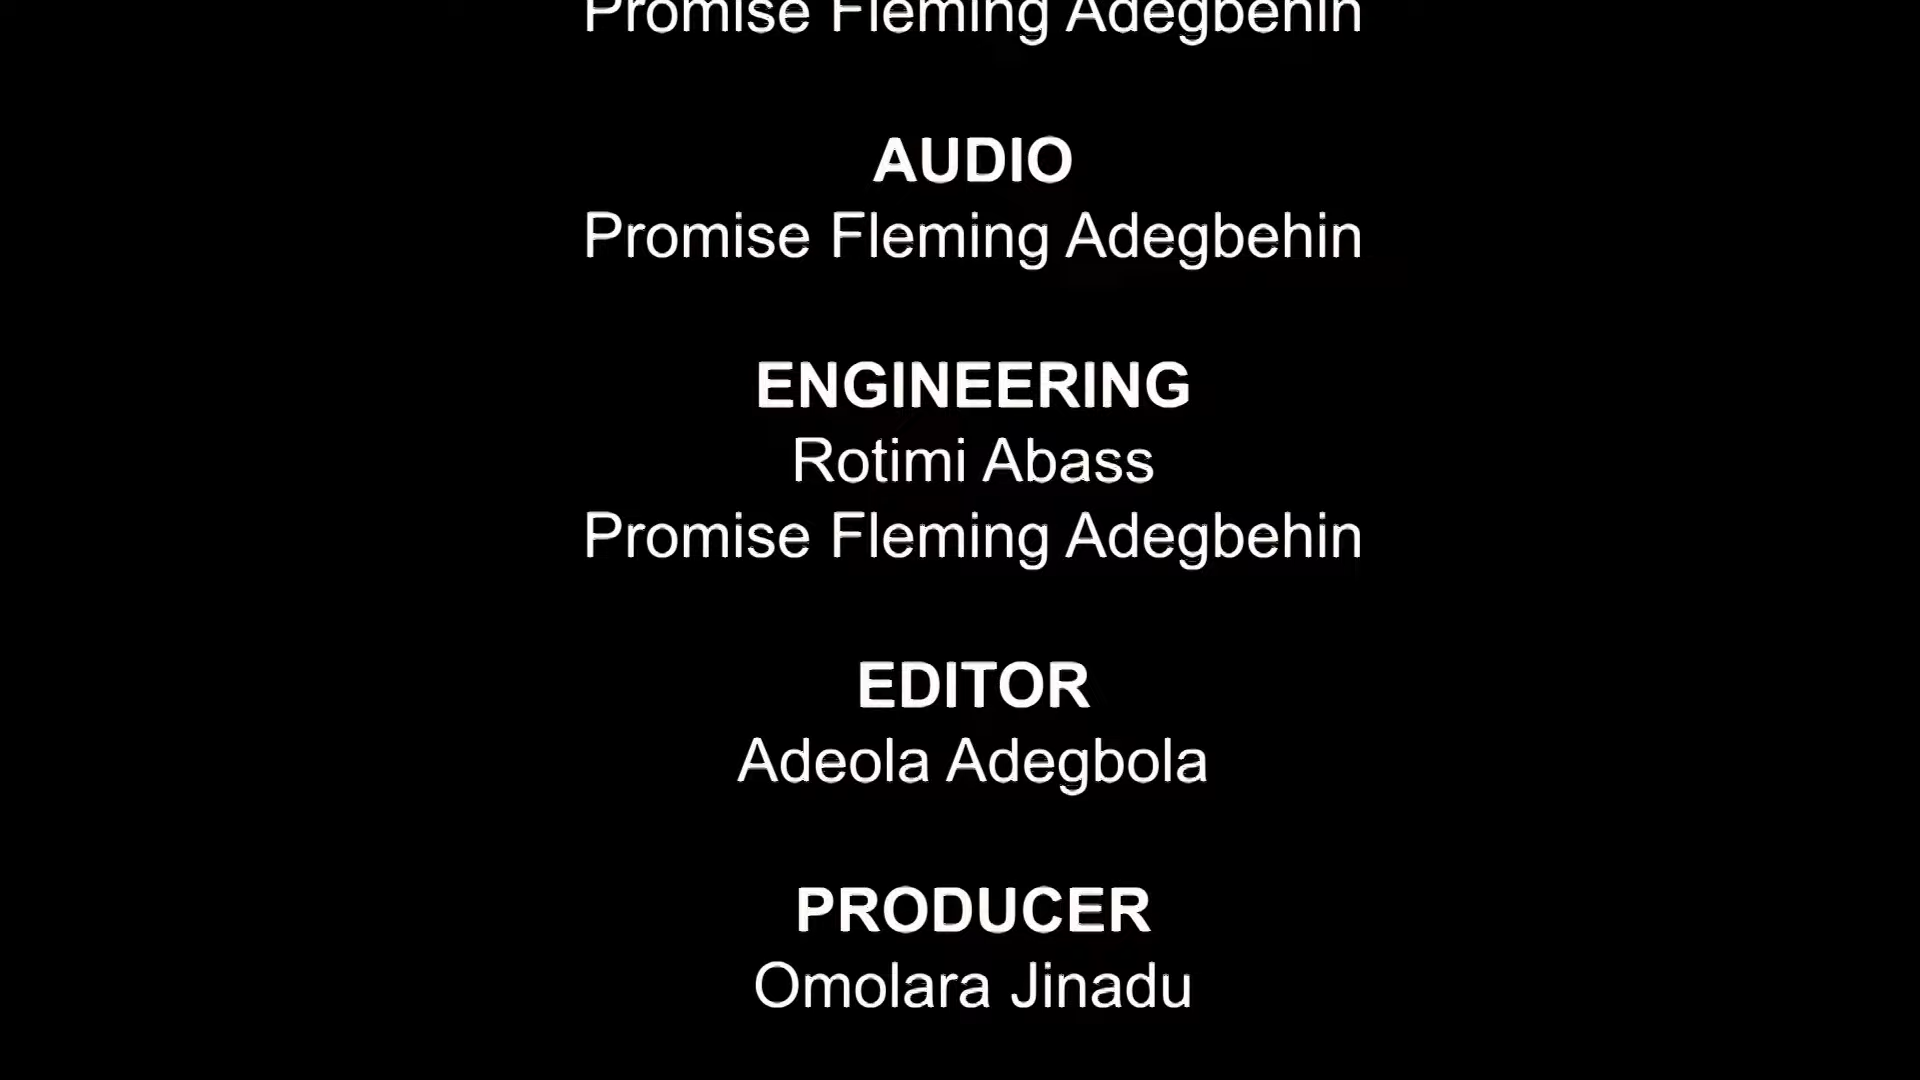 Promise Fleming Adegbehin
AUDIO
Promise Fleming Adegbehin
ENGINEERING
Rotimi Abass
Promise Fleming Adegbehin
EDITOR
Adeola Adegbola
PRODUCER
Omolara Jinadu